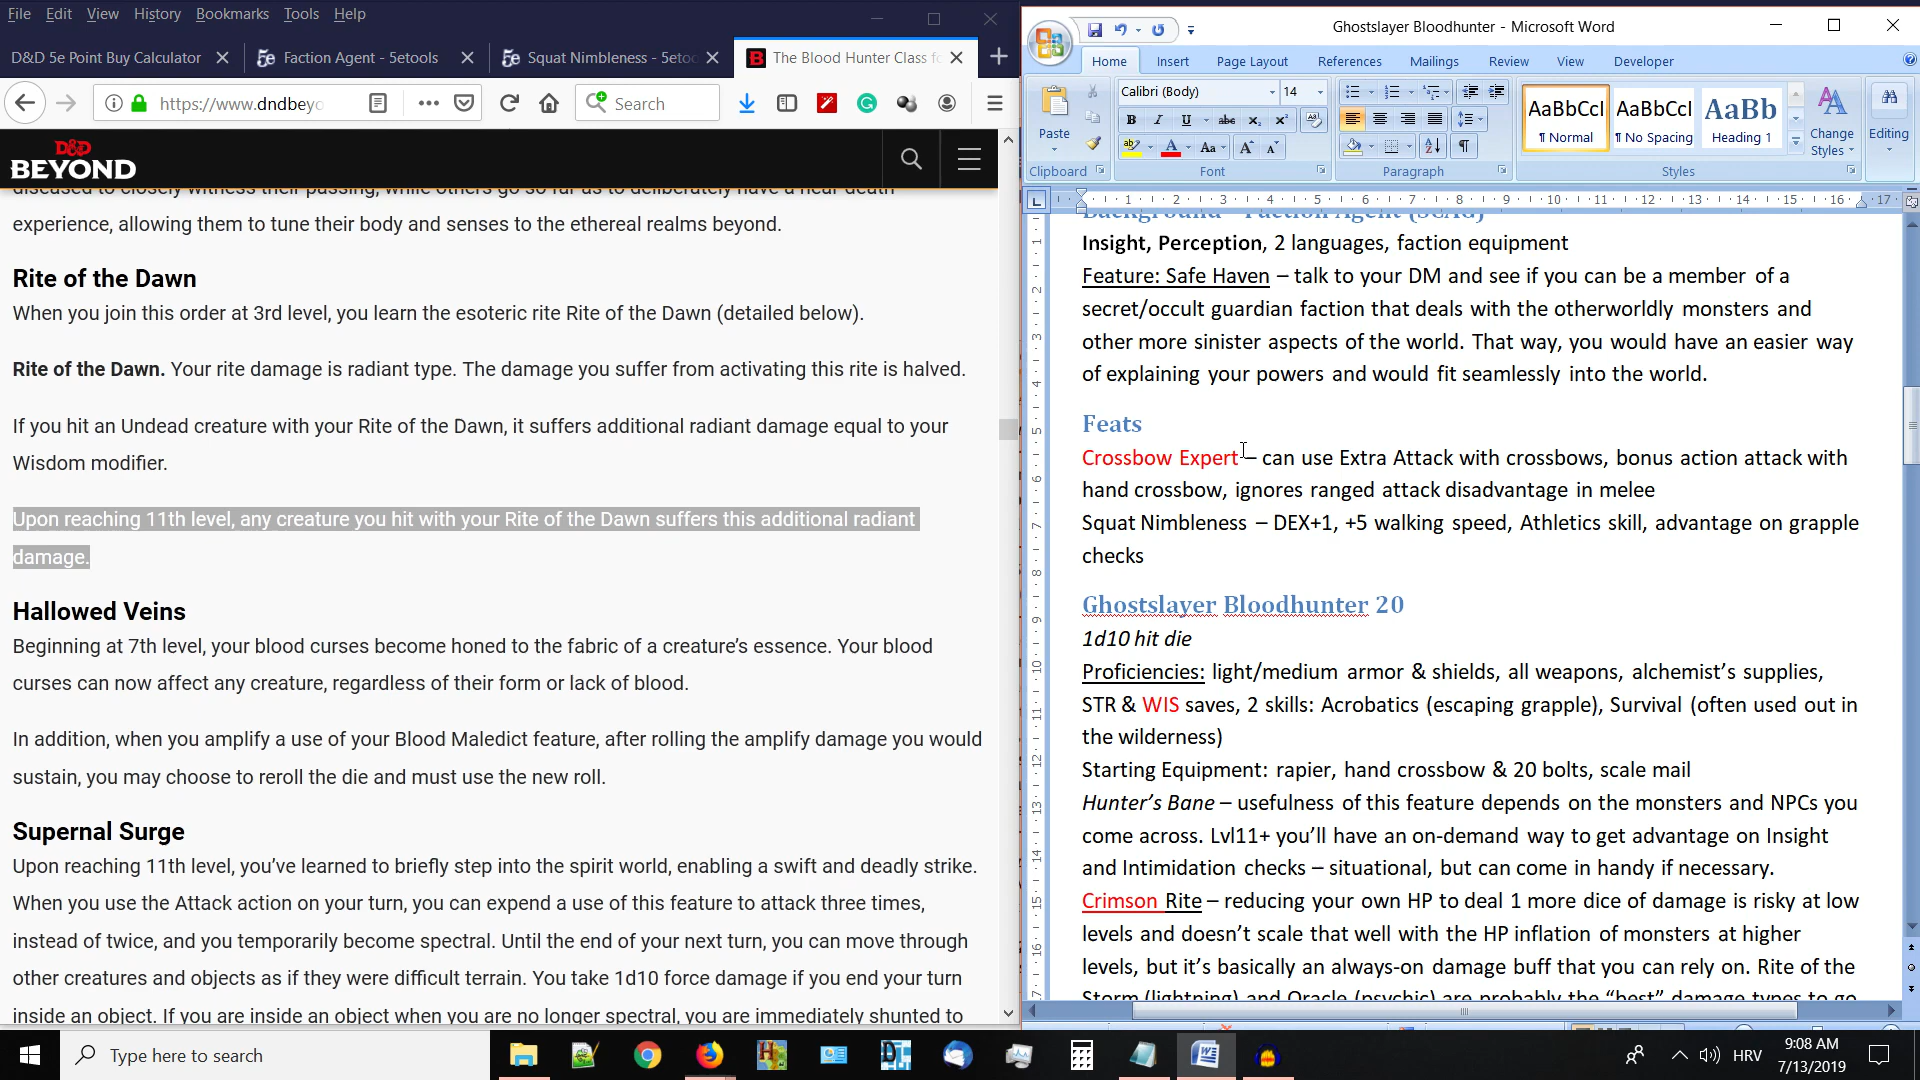 File Edit View History Bookmarks Tools Help
D&D 5e Point Buy Calculator
Faction Agent - 5etools
Squat Nimbleness - 5etoo
The Blood Hunter Class fo
https://www.dndbeyo
Search
D&D
BEYOND
experience, allowing them to tune their body and senses to the ethereal realms beyond.
Rite of the Dawn
When you join this order at 3rd level, you learn the esoteric rite Rite of the Dawn (detailed below).
Rite of the Dawn. Your rite damage is radiant type. The damage you suffer from activating this rite is halved.
If you hit an Undead creature with your Rite of the Dawn, it suffers additional radiant damage equal to your
Wisdom modifier.
Upon reaching 11th level, any creature you hit with your Rite of the Dawn suffers this additional radiant
damage.
Hallowed Veins
Beginning at 7th level, your blood curses become honed to the fabric of a creature's essence. Your blood
curses can now affect any creature, regardless of their form or lack of blood.
In addition, when you amplify a use of your Blood Maledict feature, after rolling the amplify damage you would
sustain, you may choose to reroll the die and must use the new roll.
Supernal Surge
Upon reaching 11th level, you've learned to briefly step into the spirit world, enabling a swift and deadly strike.
When you use the Attack action on your turn, you can expend a use of this feature to attack three times,
instead of twice, and you temporarily become spectral. Until the end of your next turn, you can move through
other creatures and objects as if they were difficult terrain. You take 1d10 force damage if you end your turn
inside an object. If you are inside an object when you are no longer spectral, you are immediately shunted to
Ghostslayer Bloodhunter - Microsoft Word
Home Insert Page Layout References Mailings Review View Developer
Calibri (Body) 14
Paste
AaBbCcI AaBbCcI AaBb
¶ Normal ¶ No Spacing Heading 1
Change
Styles
Editing
Clipboard Font Paragraph Styles
Background – Faction Agent (SCAG)
Insight, Perception, 2 languages, faction equipment
Feature: Safe Haven – talk to your DM and see if you can be a member of a
secret/occult guardian faction that deals with the otherworldly monsters and
other more sinister aspects of the world. That way, you would have an easier way
of explaining your powers and would fit seamlessly into the world.
Feats
Crossbow Expert – can use Extra Attack with crossbows, bonus action attack with
hand crossbow, ignores ranged attack disadvantage in melee
Squat Nimbleness – DEX+1, +5 walking speed, Athletics skill, advantage on grapple
checks
Ghostslayer Bloodhunter 20
1d10 hit die
Proficiencies: light/medium armor & shields, all weapons, alchemist's supplies,
STR & WIS saves, 2 skills: Acrobatics (escaping grapple), Survival (often used out in
the wilderness)
Starting Equipment: rapier, hand crossbow & 20 bolts, scale mail
Hunter's Bane – usefulness of this feature depends on the monsters and NPCs you
come across. Lvl11+ you'll have an on-demand way to get advantage on Insight
and Intimidation checks – situational, but can come in handy if necessary.
Crimson Rite – reducing your own HP to deal 1 more dice of damage is risky at low
levels and doesn't scale that well with the HP inflation of monsters at higher
levels, but it's basically an always-on damage buff that you can rely on. Rite of the
Storm (lightning) and Oracle (psychic) are probably the "best" damage types to go
Type here to search
HRV
9:08 AM
7/13/2019